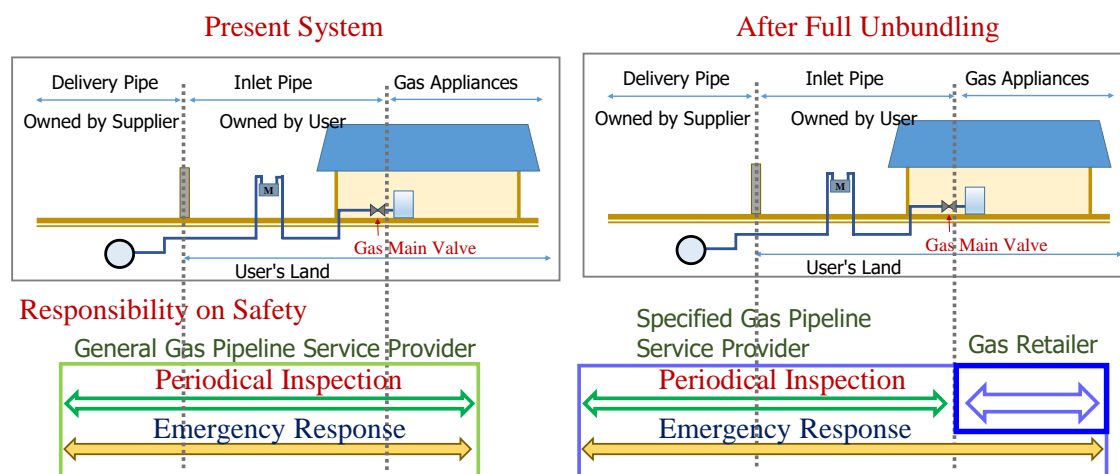 Present System
Delivery Pipe
Inlet Pipe
Gas Appliances
Owned by Supplier
Owned by User
M
Gas Main Valve
User's Land
Responsibility on Safety
General Gas Pipeline Service Provider
Periodical Inspection
Emergency Response
After Full Unbundling
Delivery Pipe
Inlet Pipe
Gas Appliances
Owned by Supplier
Owned by User
M
Gas Main Valve
User's Land
Specified Gas Pipeline
Service Provider
Gas Retailer
Periodical Inspection
Emergency Response